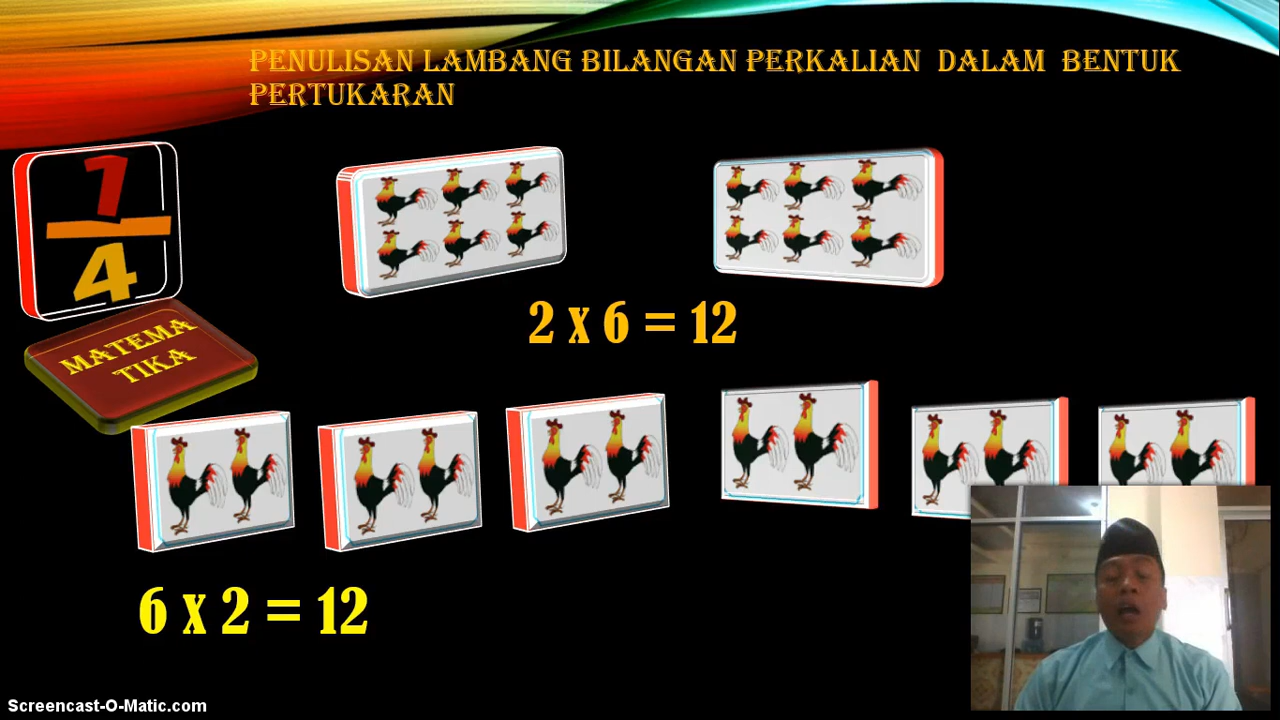 PENULISAN LAMBANG BILANGAN PERKALIAN DALAM BENTUK
PERTUKARAN
1
4
MATEMA
TIKA
2 x 6 = 12
6 x 2 = 12
Screencast-O-Matic.com